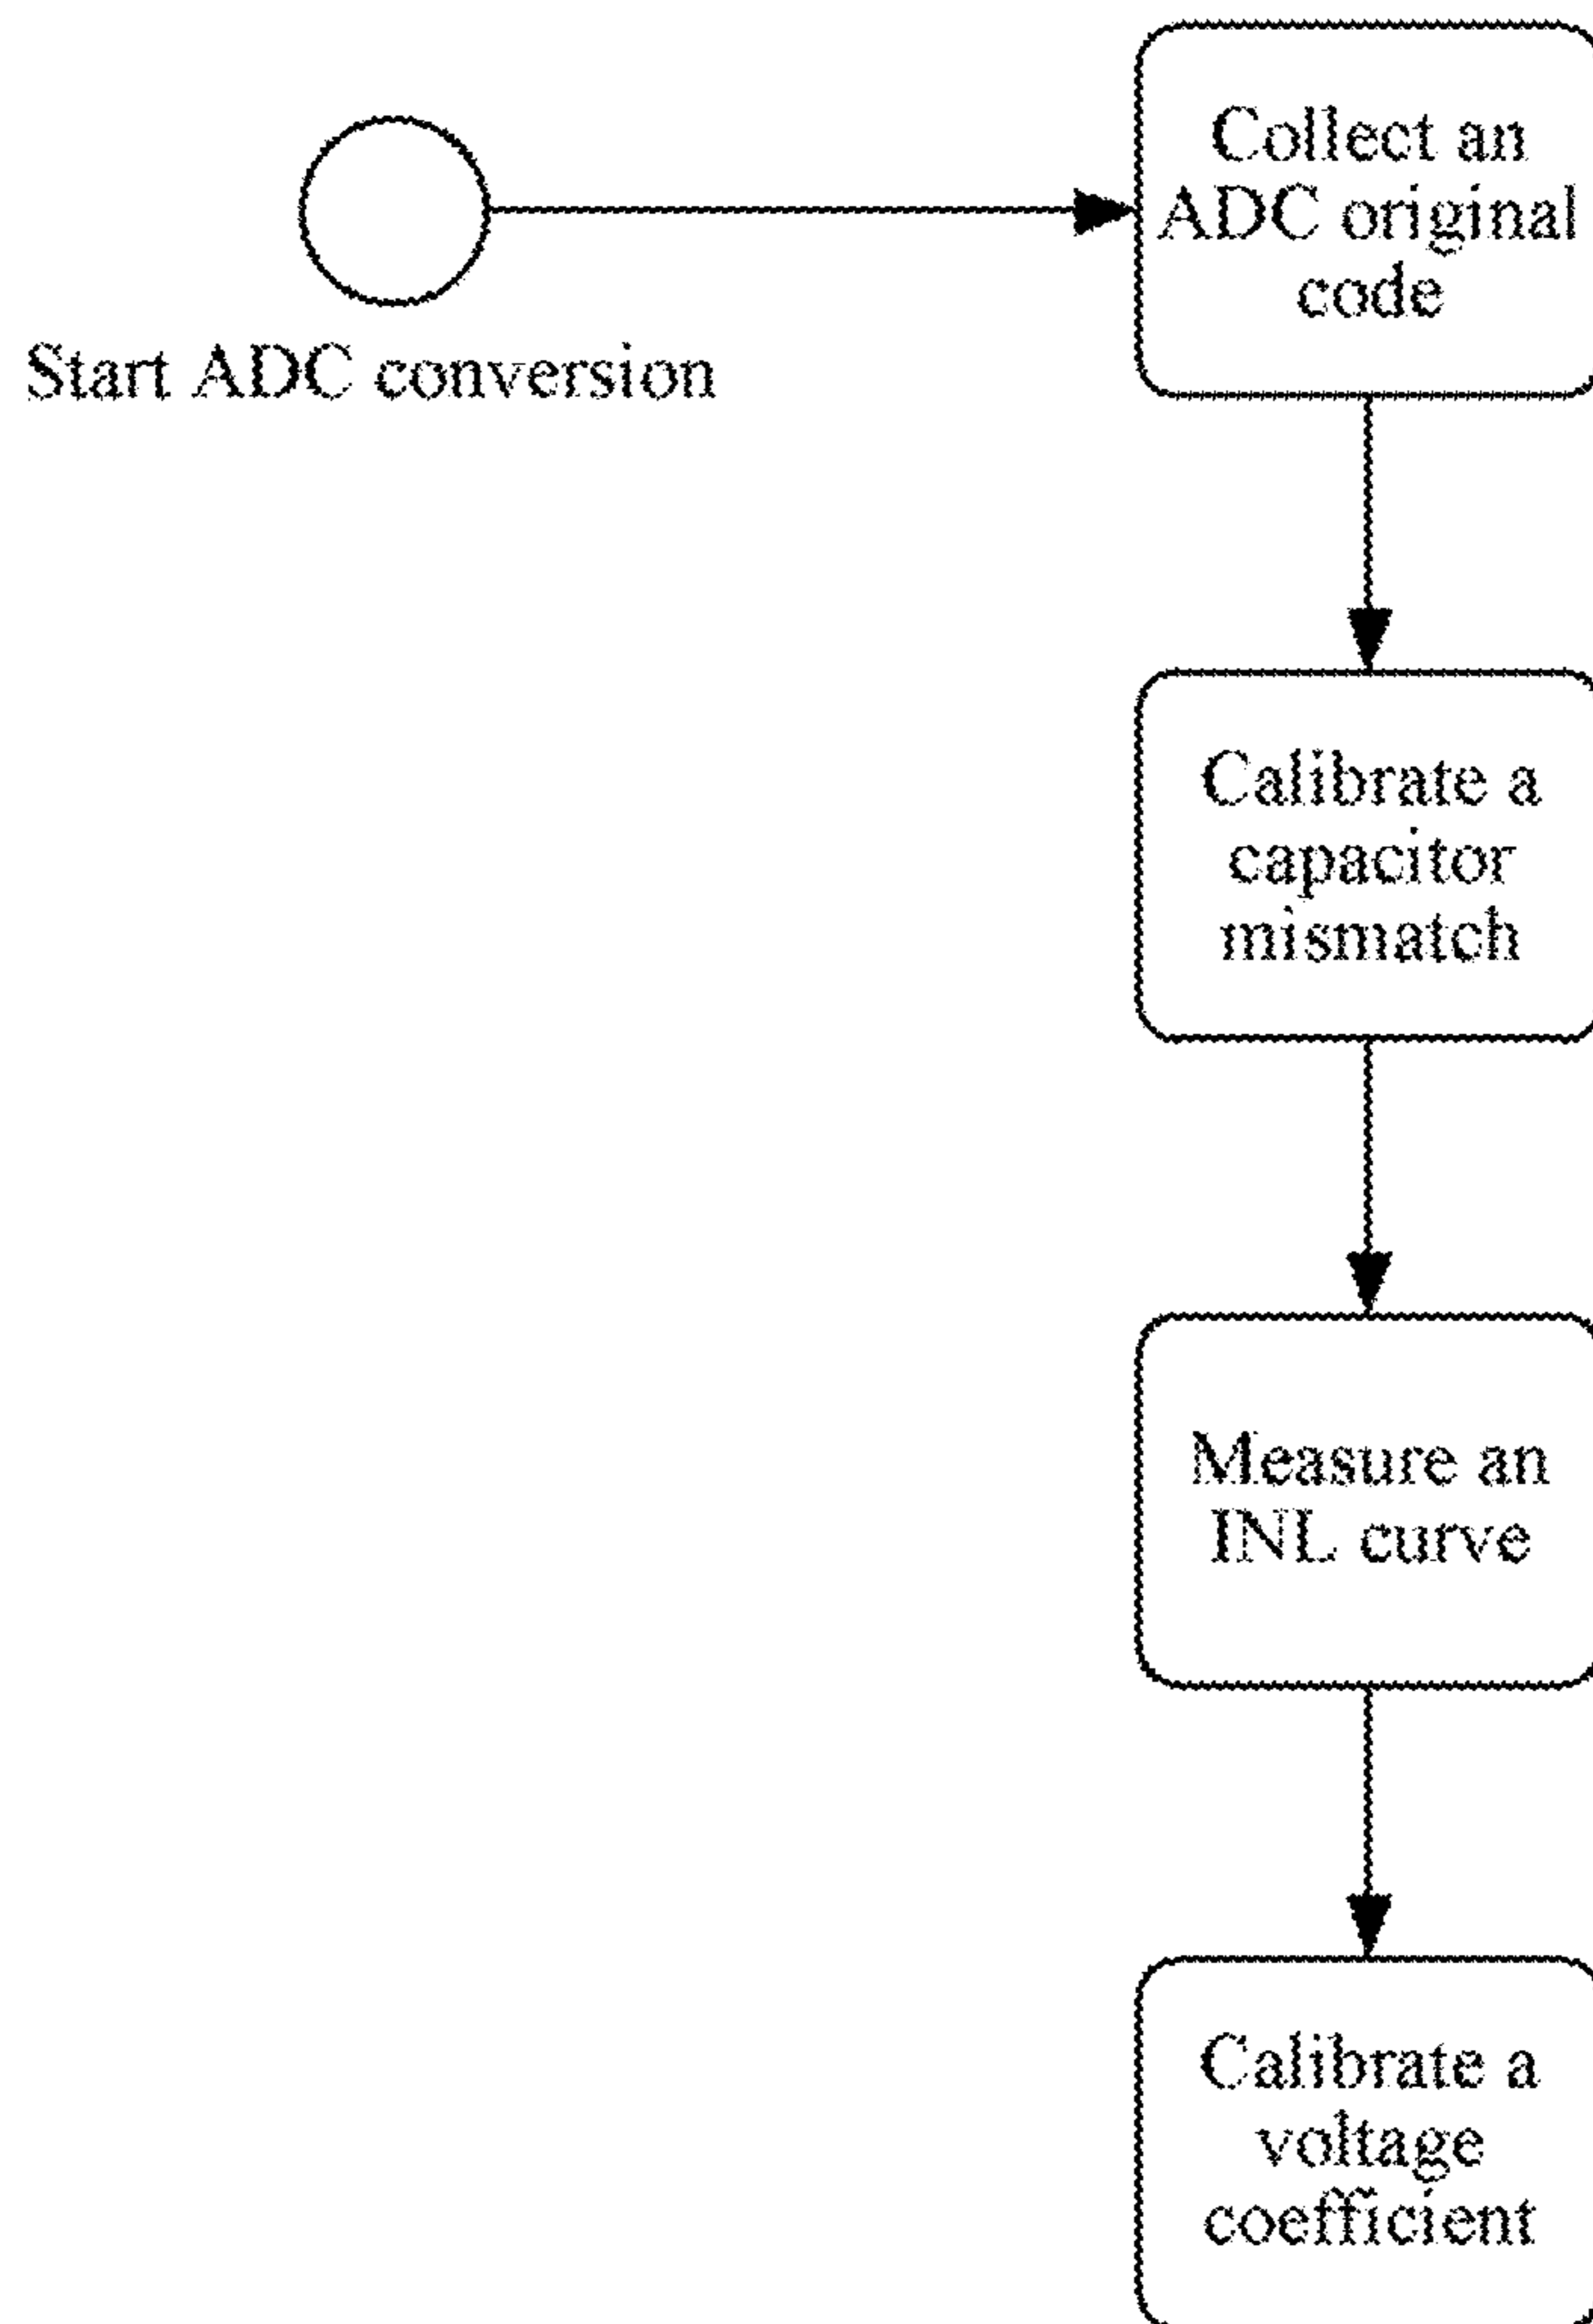 Collect an
ADC original
code
Start ADC conversion
Calibrate a
capacitor
mismatch
Measure an
INL curve
Calibrate a
voltage
coefficient